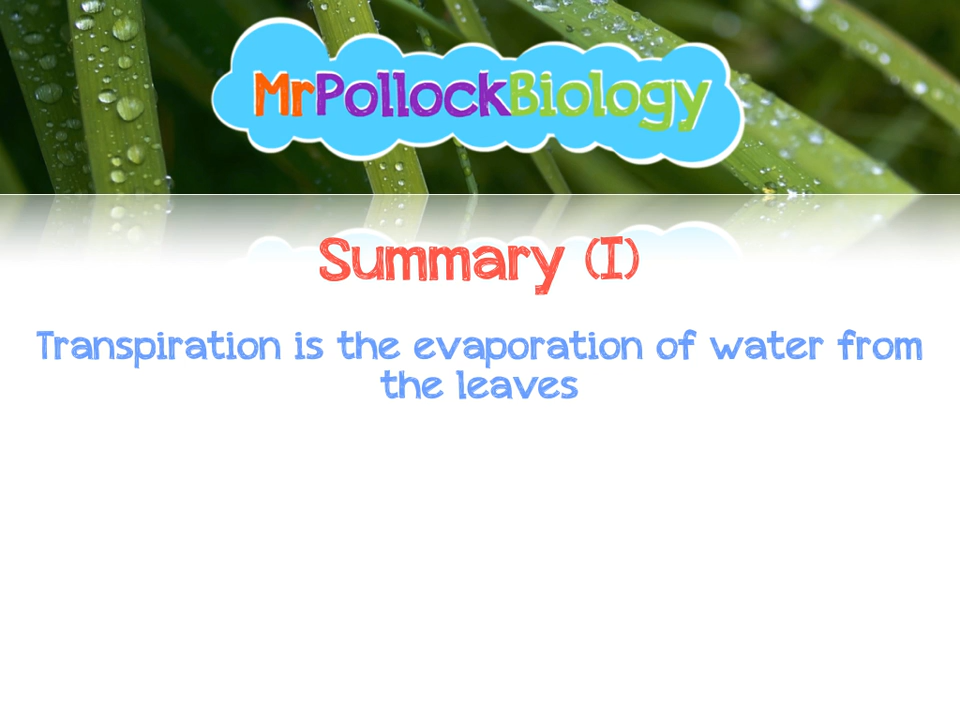 MrPollockBiology
Summary (I)
Transpiration is the evaporation of water from
the leaves